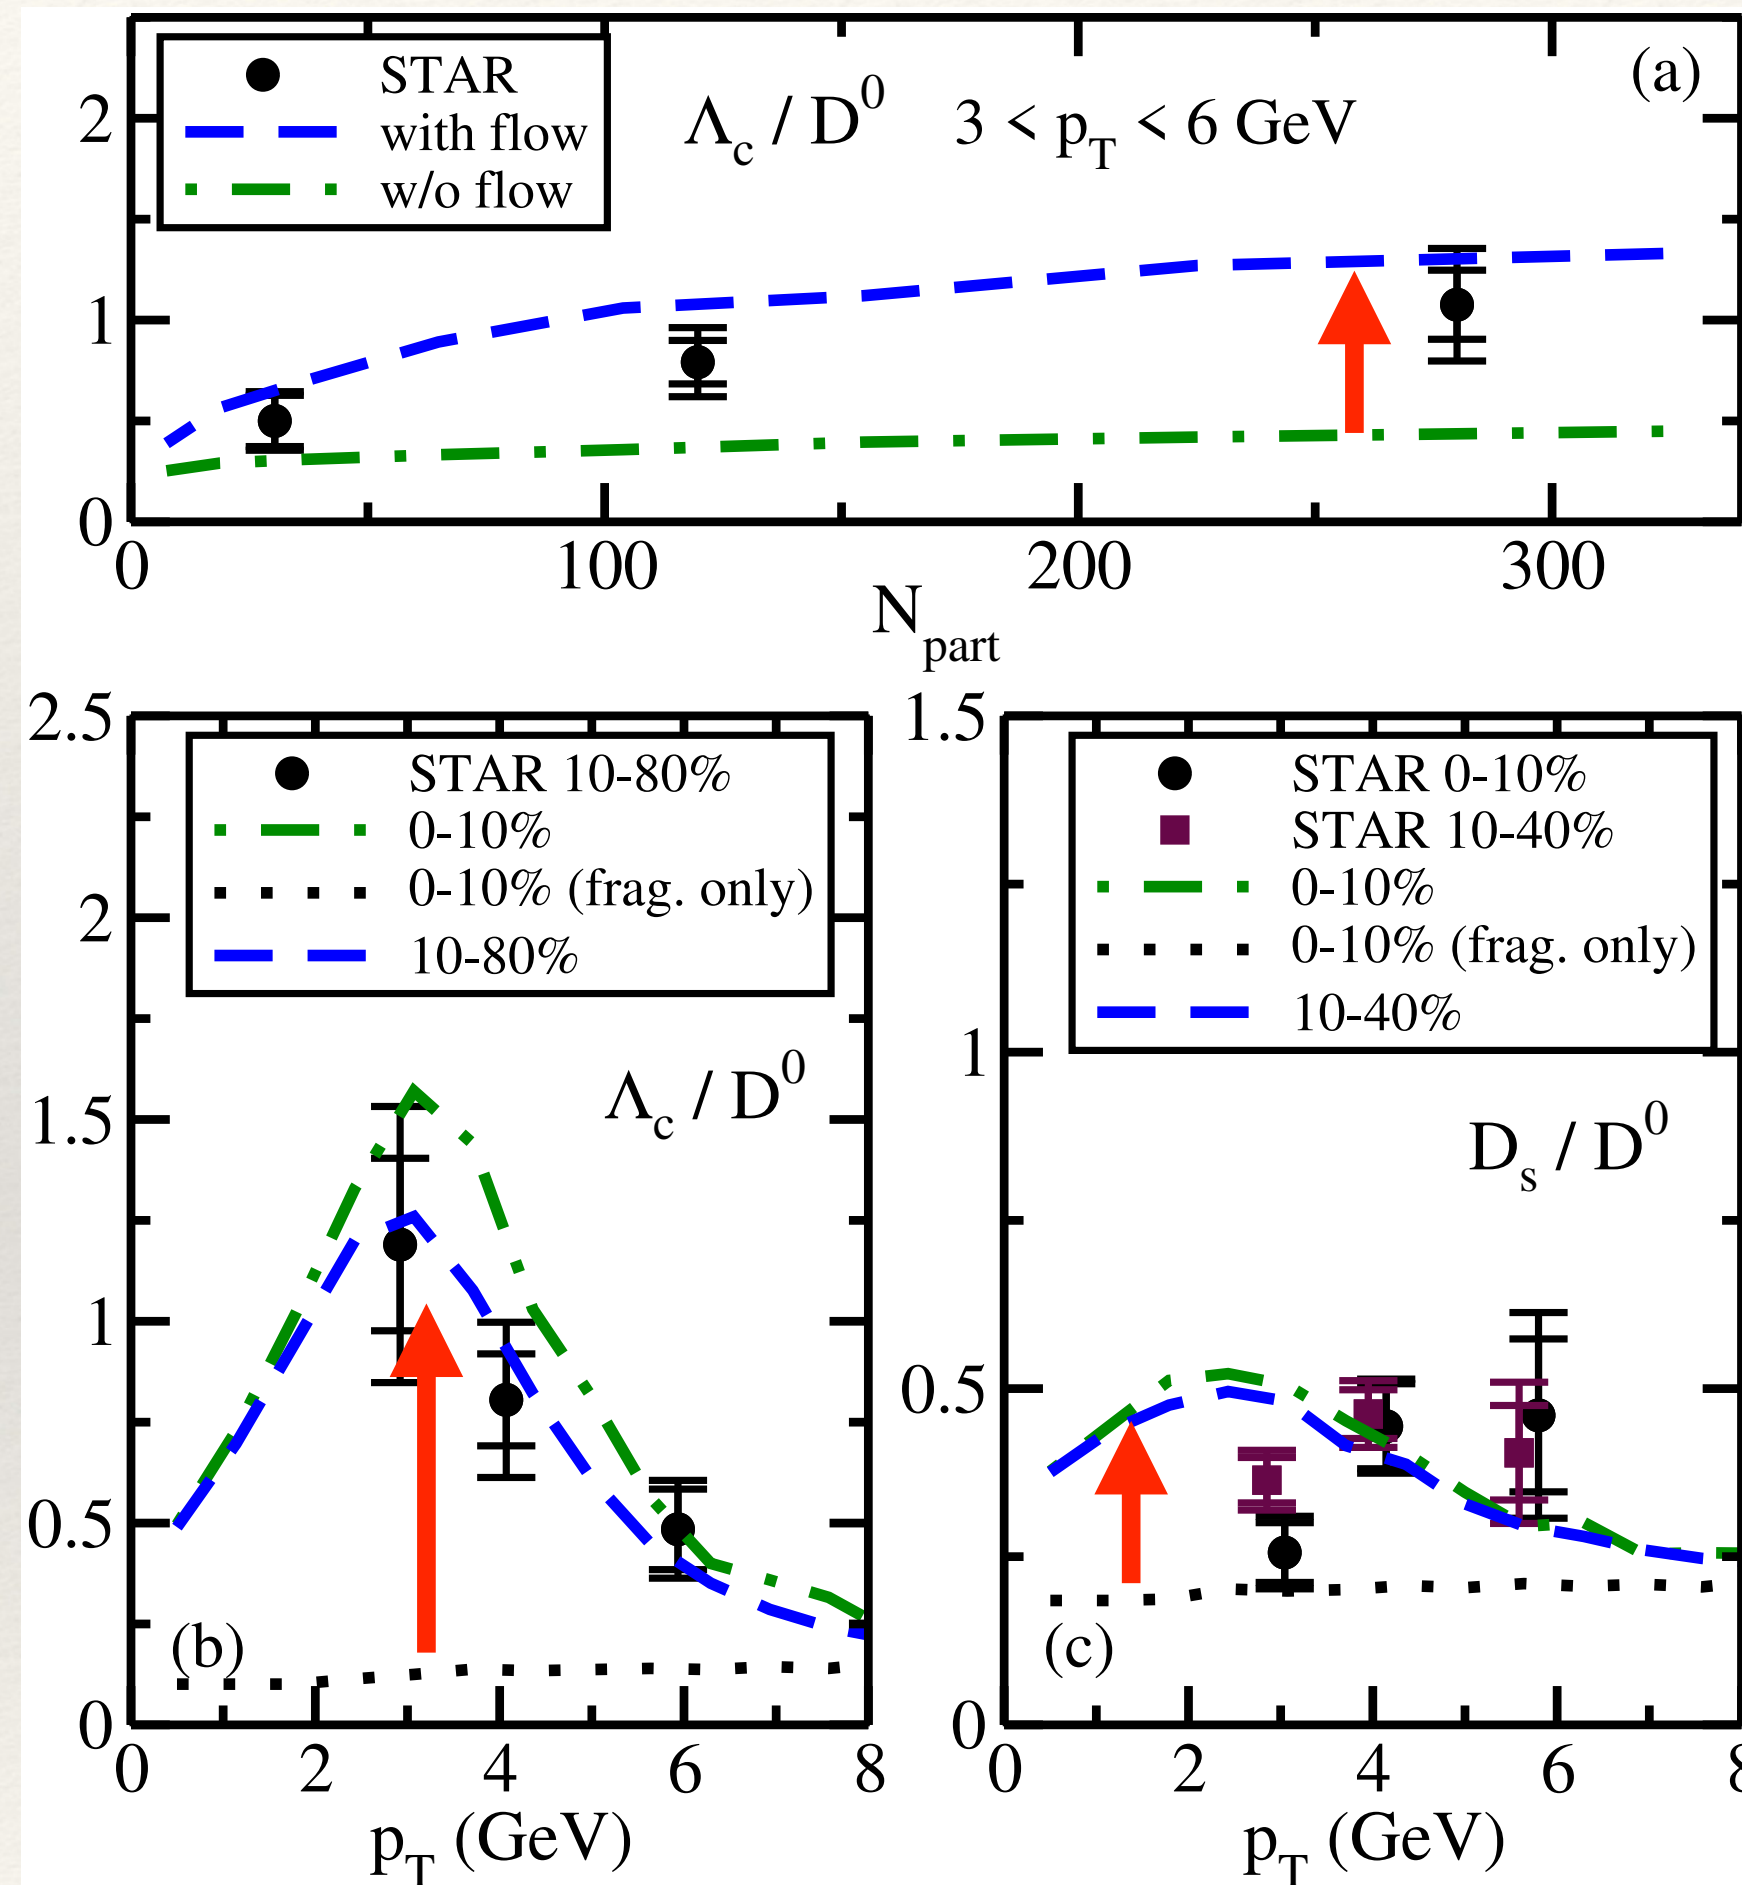 STAR
with flow
w/o flow
Λc / D0 3 < pT < 6 GeV
(a)
2
1
0
0 100 200 300
Npart
2.5
2
1.5
1
0.5
0
STAR 10-80%
0-10%
0-10% (frag. only)
10-80%
Λc / D0
(b)
0 2 4 6 8
pT (GeV)
1.5
1
0.5
0
STAR 0-10%
STAR 10-40%
0-10%
0-10% (frag. only)
10-40%
Ds / D0
(c)
0 2 4 6 8
pT (GeV)